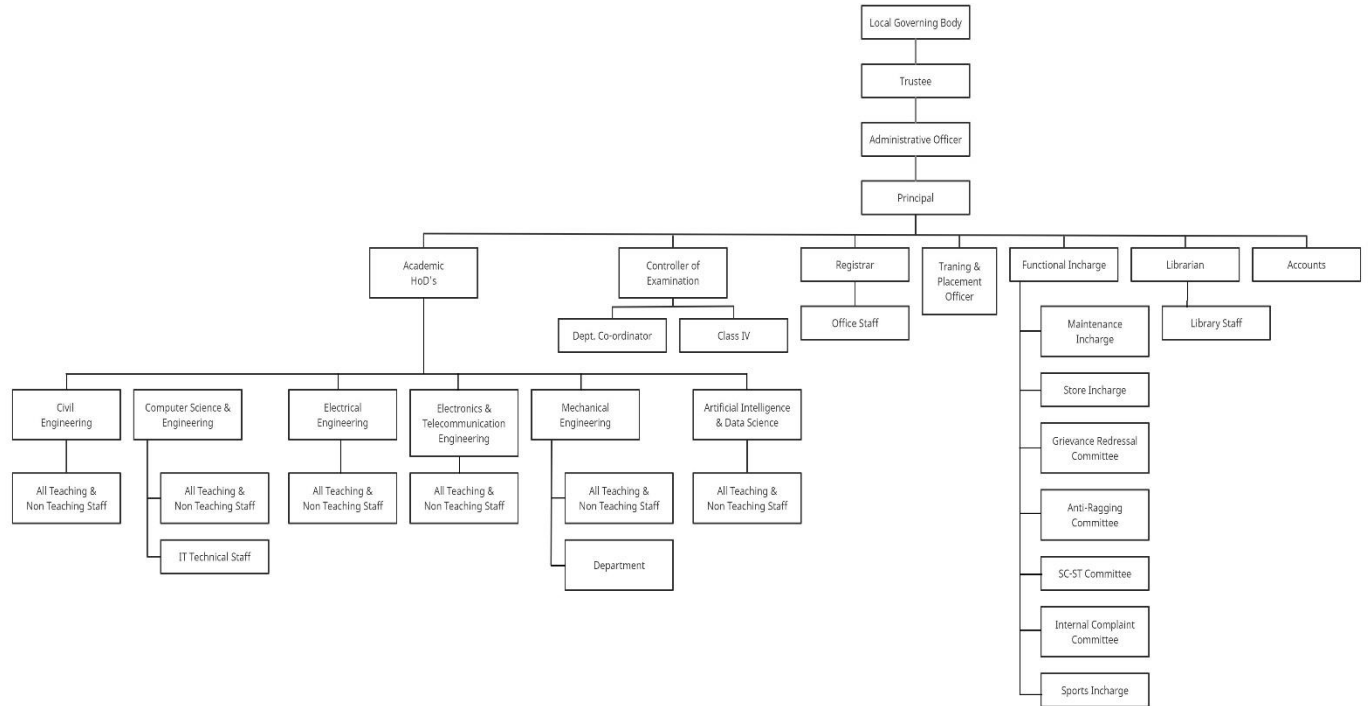 Local Governing Body
Trustee
Administrative Officer
Principal
Academic
HoD's
Controller of
Examination
Registrar
Traning &
Placement
Officer
Functional Incharge
Librarian
Accounts
Dept. Co-ordinator
Class IV
Office Staff
Library Staff
Maintenance
Incharge
Store Incharge
Grievance Redressal
Committee
Anti-Ragging
Committee
SC-ST Committee
Internal Complaint
Committee
Sports Incharge
Civil
Engineering
Computer Science &
Engineering
Electrical
Engineering
Electronics &
Telecommunication
Engineering
Mechanical
Engineering
Artificial Intelligence
& Data Science
All Teaching &
Non Teaching Staff
All Teaching &
Non Teaching Staff
All Teaching &
Non Teaching Staff
All Teaching &
Non Teaching Staff
All Teaching &
Non Teaching Staff
All Teaching &
Non Teaching Staff
IT Technical Staff
Department